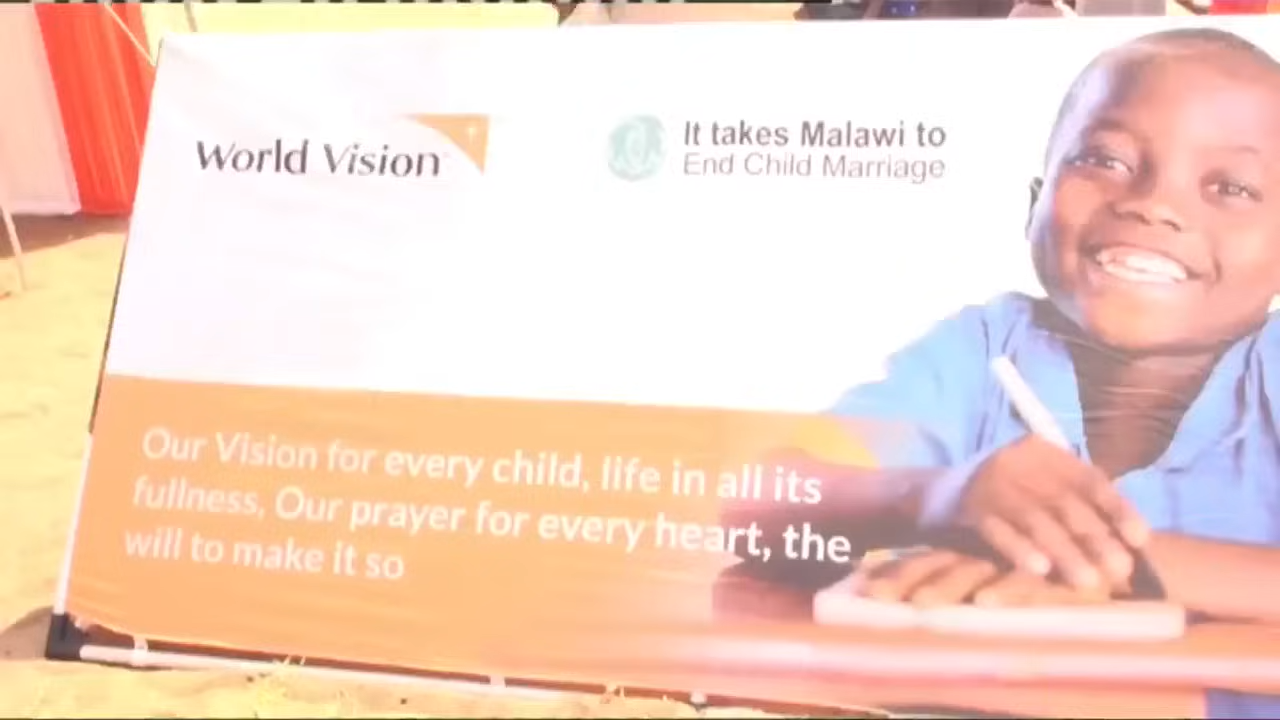 World Vision
It takes Malawi to
End Child Marriage
Our Vision for every child, life in all its
fullness, Our prayer for every heart, the
will to make it so